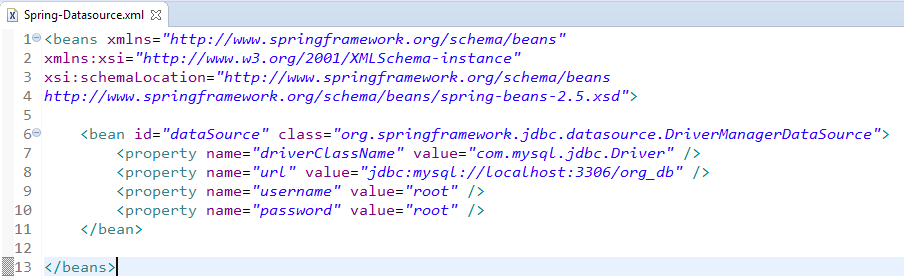 Spring-Datasource.xml
1 <beans xmlns="http://www.springframework.org/schema/beans"
2 xmlns:xsi="http://www.w3.org/2001/XMLSchema-instance"
3 xsi:schemaLocation="http://www.springframework.org/schema/beans
4 http://www.springframework.org/schema/beans/spring-beans-2.5.xsd">
5
6     <bean id="dataSource" class="org.springframework.jdbc.datasource.DriverManagerDataSource">
7         <property name="driverClassName" value="com.mysql.jdbc.Driver" />
8         <property name="url" value="jdbc:mysql://localhost:3306/org_db" />
9         <property name="username" value="root" />
10         <property name="password" value="root" />
11     </bean>
12
13 </beans>